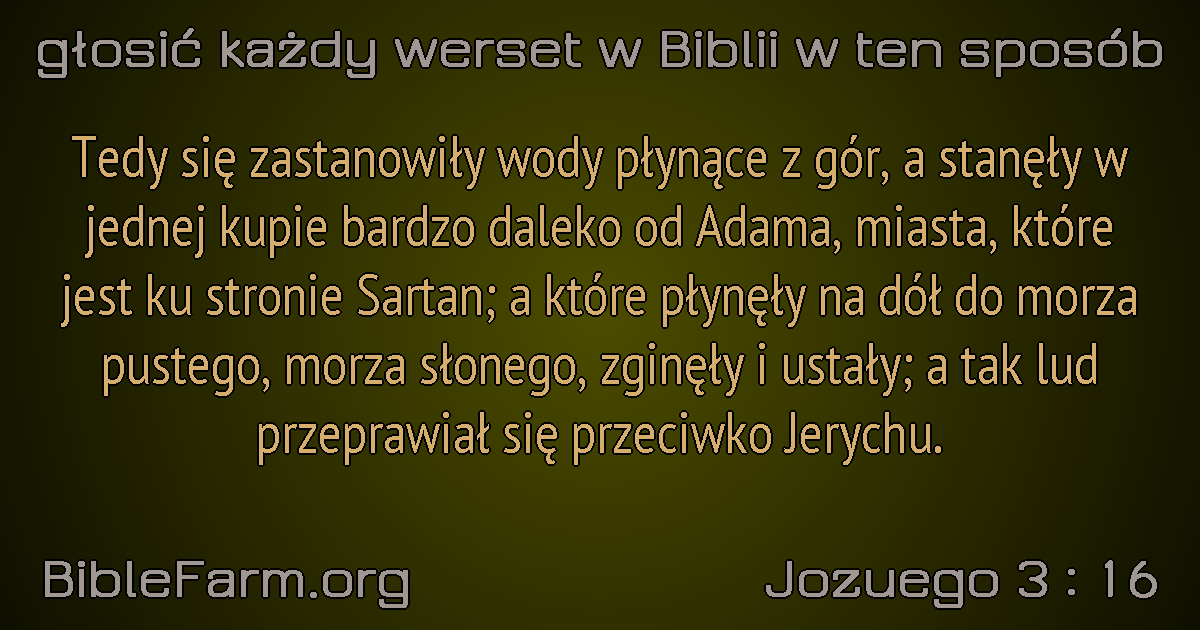 głosić każdy werset w Biblii w ten sposób
Tedy się zastanowiły wody płynące z gór, a stanęły w
jednej kupie bardzo daleko od Adama, miasta, które
jest ku stronie Sartan; a które płynęły na dół do morza
pustego, morza słonego, zginęły i ustały; a tak lud
przeprawiał się przeciwko Jerychu.
BibleFarm.org
Jozuego 3 : 16